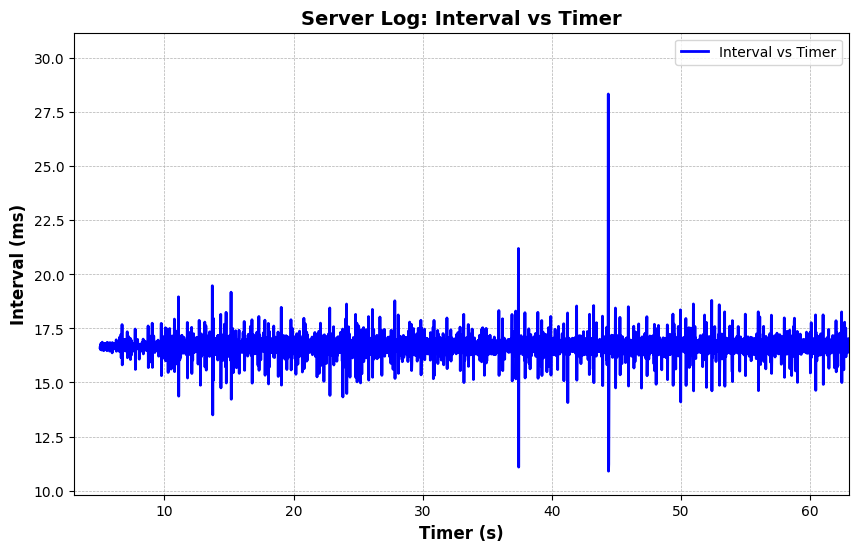 Server Log: Interval vs Timer
Interval vs Timer
30.0
27.5
25.0
22.5
20.0
17.5
15.0
12.5
10.0
Interval (ms)
10 20 30 40 50 60
Timer (s)